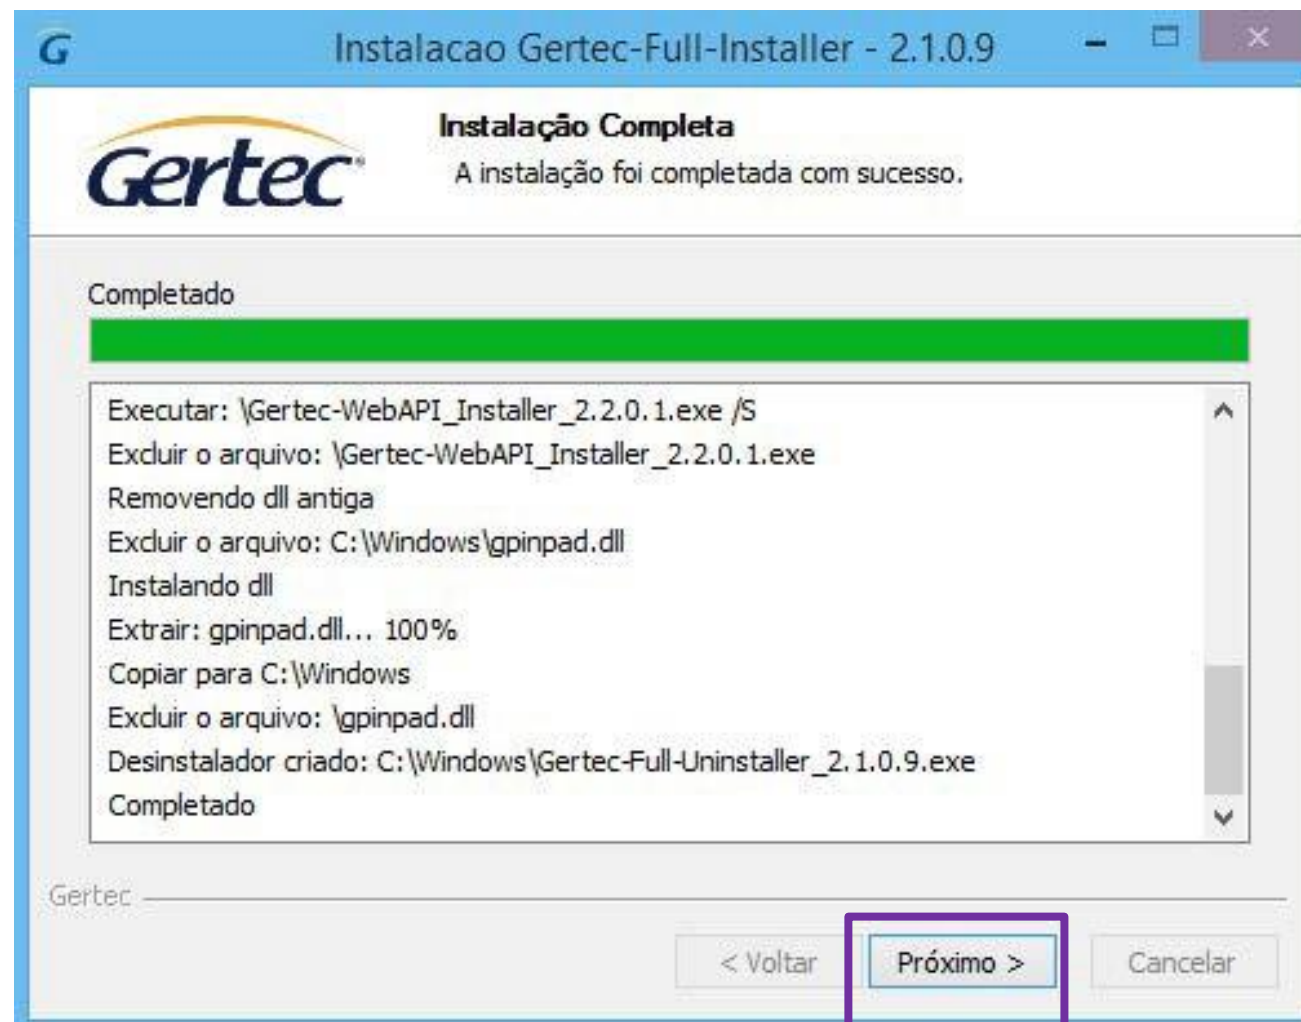 G
Instalacao Gertec-Full-Installer - 2.1.0.9
Gertec
Instalação Completa
A instalação foi completada com sucesso.
Completado
Executar: \Gertec-WebAPI_Installer_2.2.0.1.exe /S
Excluir o arquivo: \Gertec-WebAPI_Installer_2.2.0.1.exe
Removendo dll antiga
Excluir o arquivo: C:\Windows\gpinpad.dll
Instalando dll
Extrair: gpinpad.dll... 100%
Copiar para C:\Windows
Excluir o arquivo: \gpinpad.dll
Desinstalador criado: C:\Windows\Gertec-Full-Uninstaller_2.1.0.9.exe
Completado
Gertec
< Voltar Próximo > Cancelar